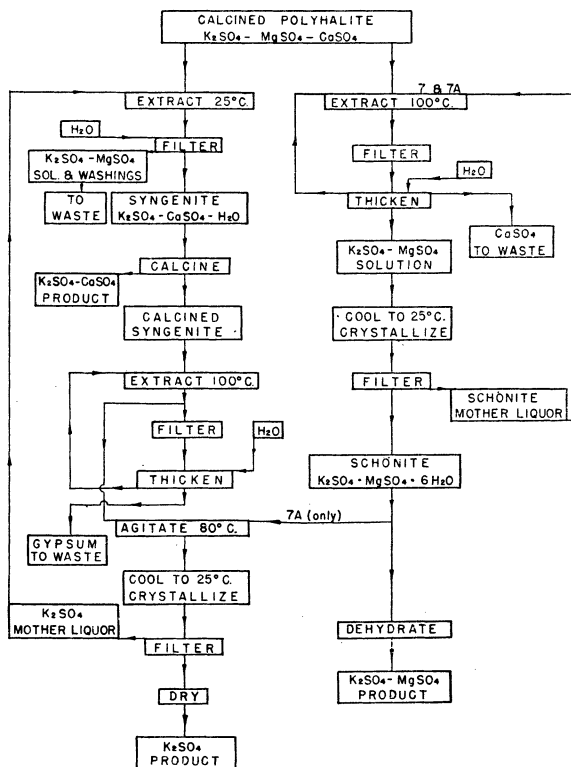 CALCINED POLYHALITE
K2SO4 – MgSO4 – CaSO4
EXTRACT 25°C.
H2O
FILTER
K2SO4 – MgSO4
SOL. & WASHINGS
TO
WASTE
SYNGENITE
K2SO4 – CaSO4 – H2O
CALCINE
K2SO4 – CaSO4
PRODUCT
CALCINED
SYNGENITE
EXTRACT 100°C.
FILTER
H2O
THICKEN
GYPSUM
TO WASTE
AGITATE 80°C.
COOL TO 25°C.
CRYSTALLIZE
K2SO4
MOTHER LIQUOR
FILTER
DRY
K2SO4
PRODUCT
7 & 7A
EXTRACT 100°C.
FILTER
H2O
THICKEN
CaSO4
TO WASTE
K2SO4 – MgSO4
SOLUTION
COOL TO 25°C.
CRYSTALLIZE
FILTER
SCHÖNITE
MOTHER LIQUOR
SCHÖNITE
K2SO4 • MgSO4 • 6H2O
7A (only)
DEHYDRATE
K2SO4 – MgSO4
PRODUCT